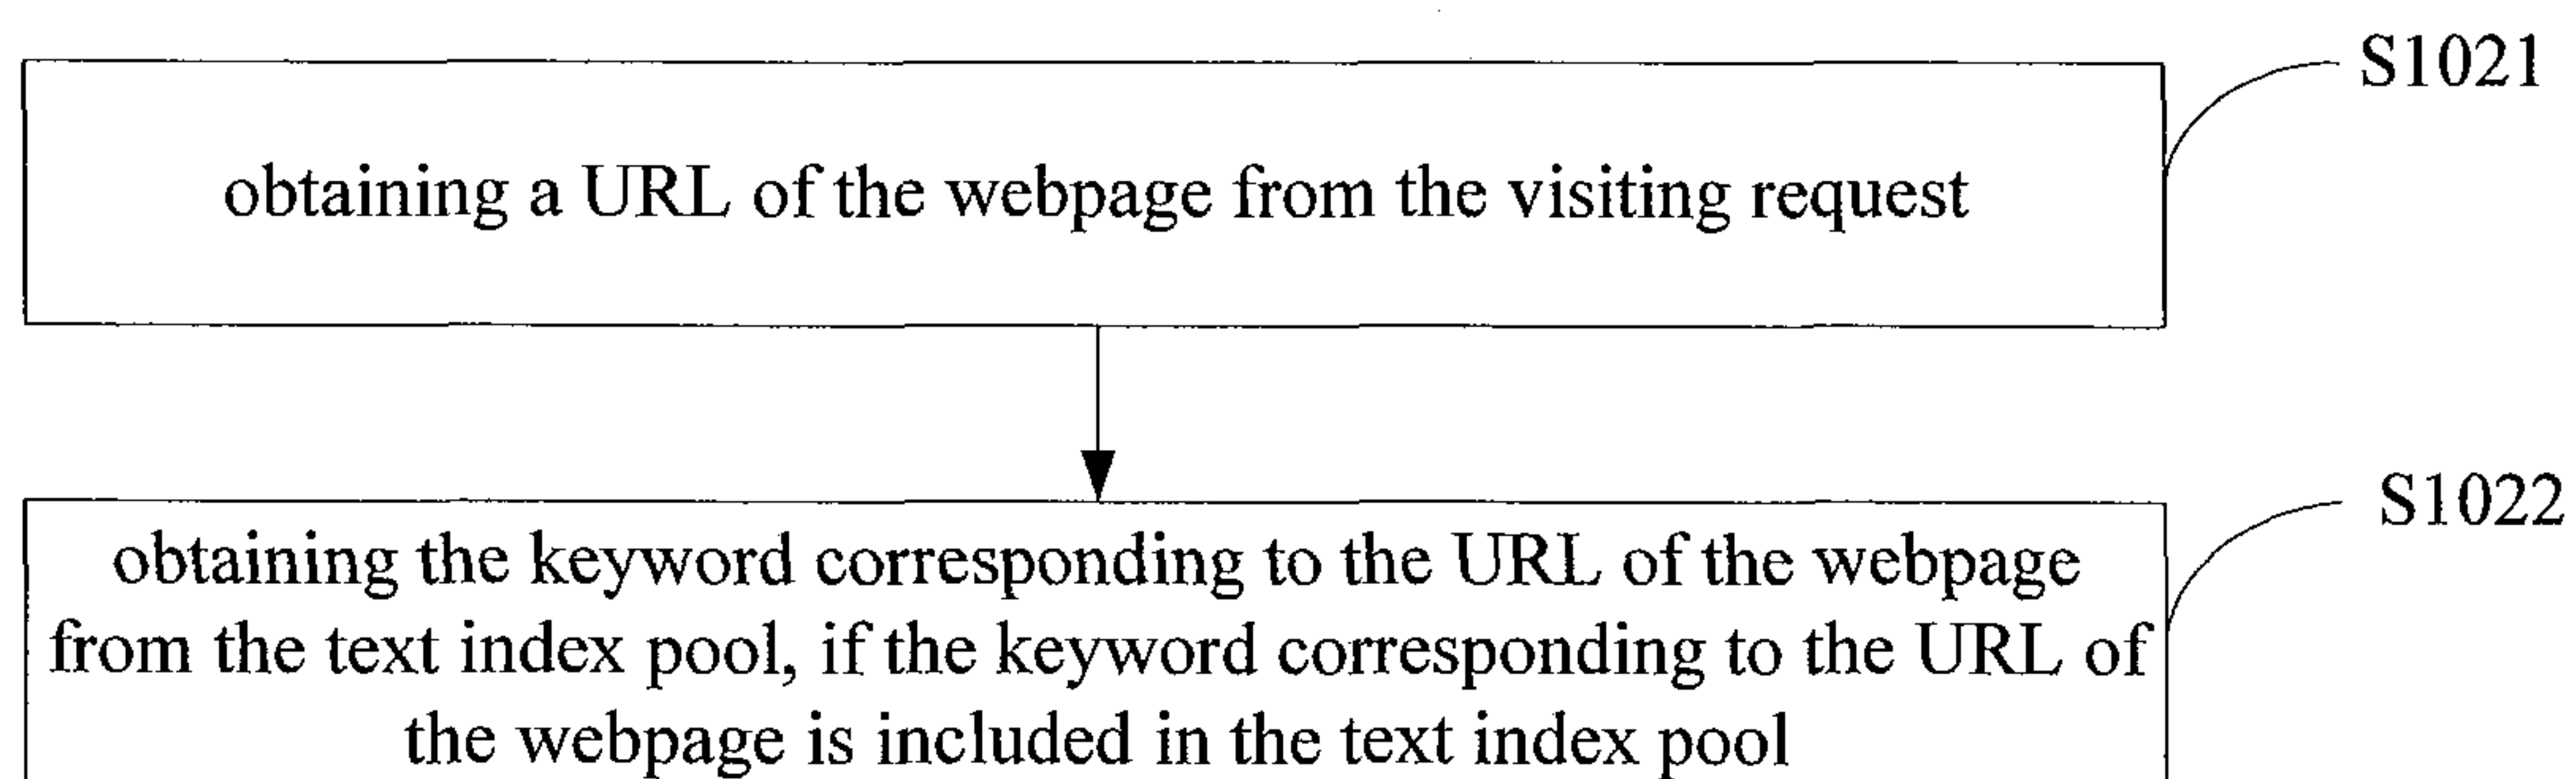 S1021
obtaining a URL of the webpage from the visiting request
S1022
obtaining the keyword corresponding to the URL of the webpage
from the text index pool, if the keyword corresponding to the URL of
the webpage is included in the text index pool